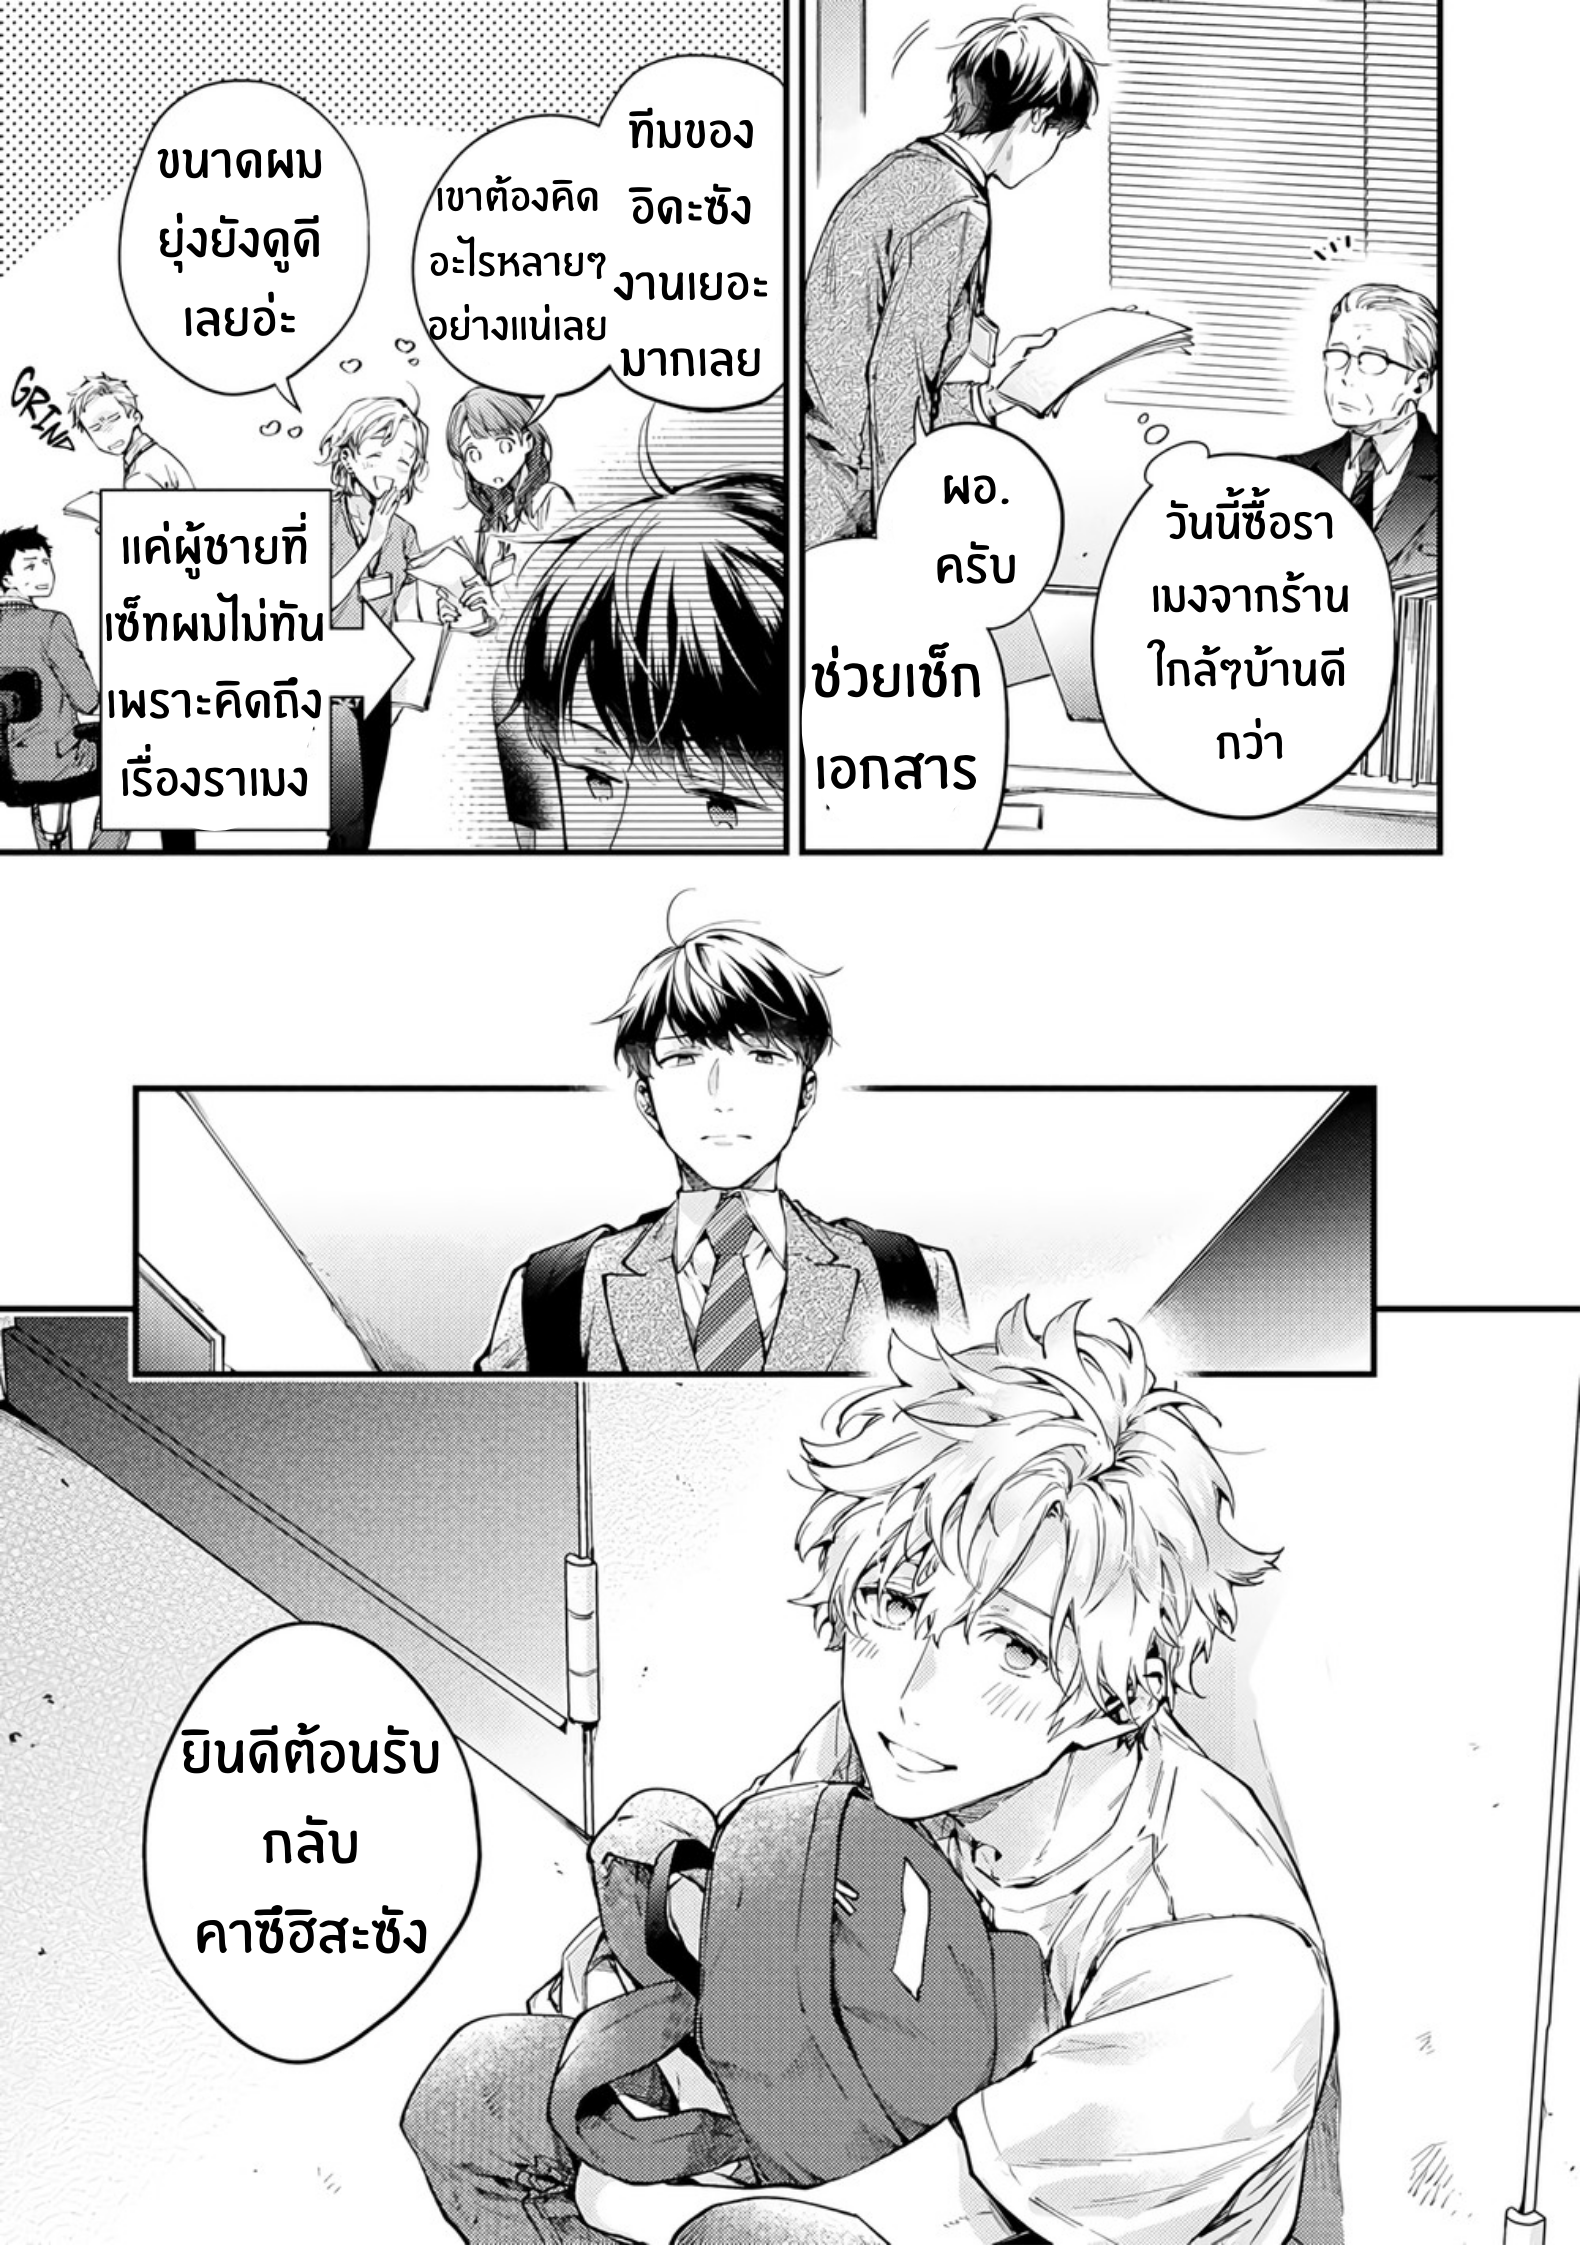 วันนี้ซื้อรา
เมงจากร้าน
ใกล้ๆบ้านดี
กว่า
ผอ.
ครับ
ช่วยเช็ก
เอกสาร
ทีมของ
อิดะซัง
งานเยอะ
มากเลย
เขาต้องคิด
อะไรหลายๆ
อย่างแน่เลย
ขนาดผม
ยุ่งยังดูดี
เลยอ่ะ
GRIND
แค่ผู้ชายที่
เซ็ทผมไม่ทัน
เพราะคิดถึง
เรื่องราเมง
ยินดีต้อนรับ
กลับ
คาซึฮิสะซัง